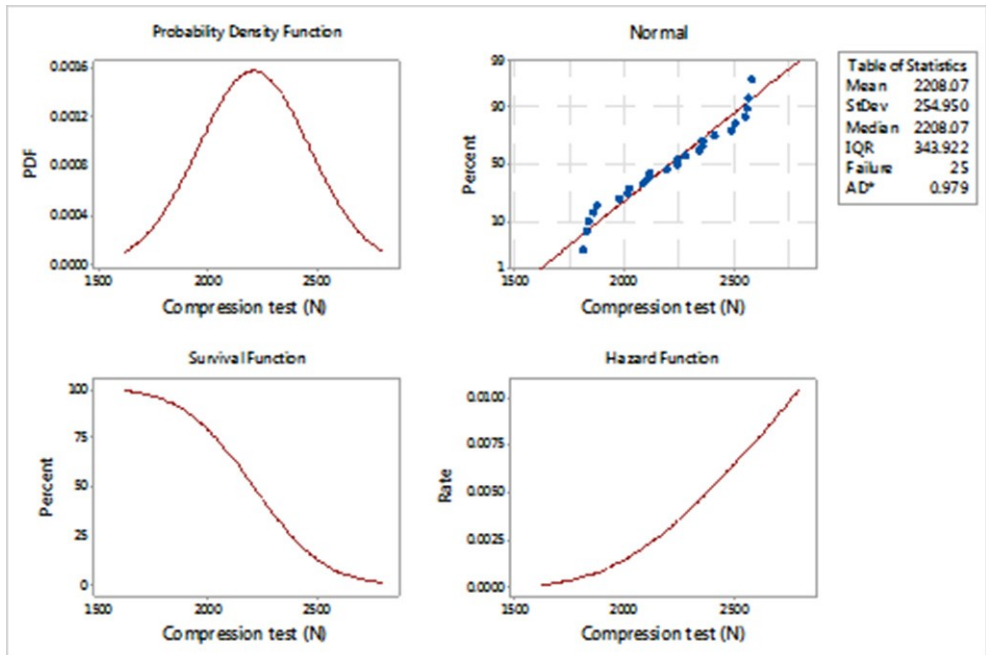 Probability Density Function
0.0016
0.0012
0.0008
0.0004
0.0000
PDF
1500 2000 2500
Compression test (N)
Normal
99
90
50
10
1
Percent
1500 2000 2500
Compression test (N)
Table of Statistics
Mean 2208.07
StDev 254.950
Median 2208.07
IQR 343.922
Failure 25
AD* 0.979
Survival Function
100
75
50
25
0
Percent
1500 2000 2500
Compression test (N)
Hazard Function
0.0100
0.0075
0.0050
0.0025
0.0000
Rate
1500 2000 2500
Compression test (N)